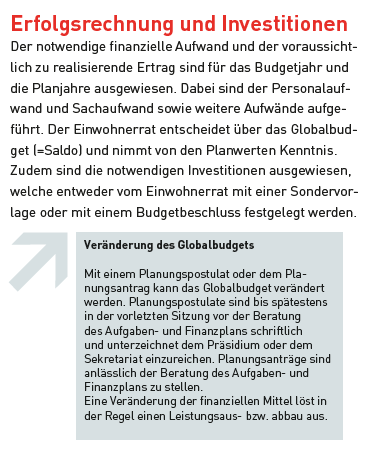 Erfolgsrechnung und Investitionen
Der notwendige finanzielle Aufwand und der voraussicht-
lich zu realisierende Ertrag sind für das Budgetjahr und
die Planjahre ausgewiesen. Dabei sind der Personalauf-
wand und Sachaufwand sowie weitere Aufwände aufge-
führt. Der Einwohnerrat entscheidet über das Globalbud-
get (=Saldo) und nimmt von den Planwerten Kenntnis.
Zudem sind die notwendigen Investitionen ausgewiesen,
welche entweder vom Einwohnerrat mit einer Sondervor-
lage oder mit einem Budgetbeschluss festgelegt werden.
Veränderung des Globalbudgets
Mit einem Planungspostulat oder dem Pla-
nungsantrag kann das Globalbudget verändert
werden. Planungspostulate sind bis spätestens
in der vorletzten Sitzung vor der Beratung
des Aufgaben- und Finanzplans schriftlich
und unterzeichnet dem Präsidium oder dem
Sekretariat einzureichen. Planungsanträge sind
anlässlich der Beratung des Aufgaben- und
Finanzplans zu stellen.
Eine Veränderung der finanziellen Mittel löst in
der Regel einen Leistungsaus- bzw. abbau aus.